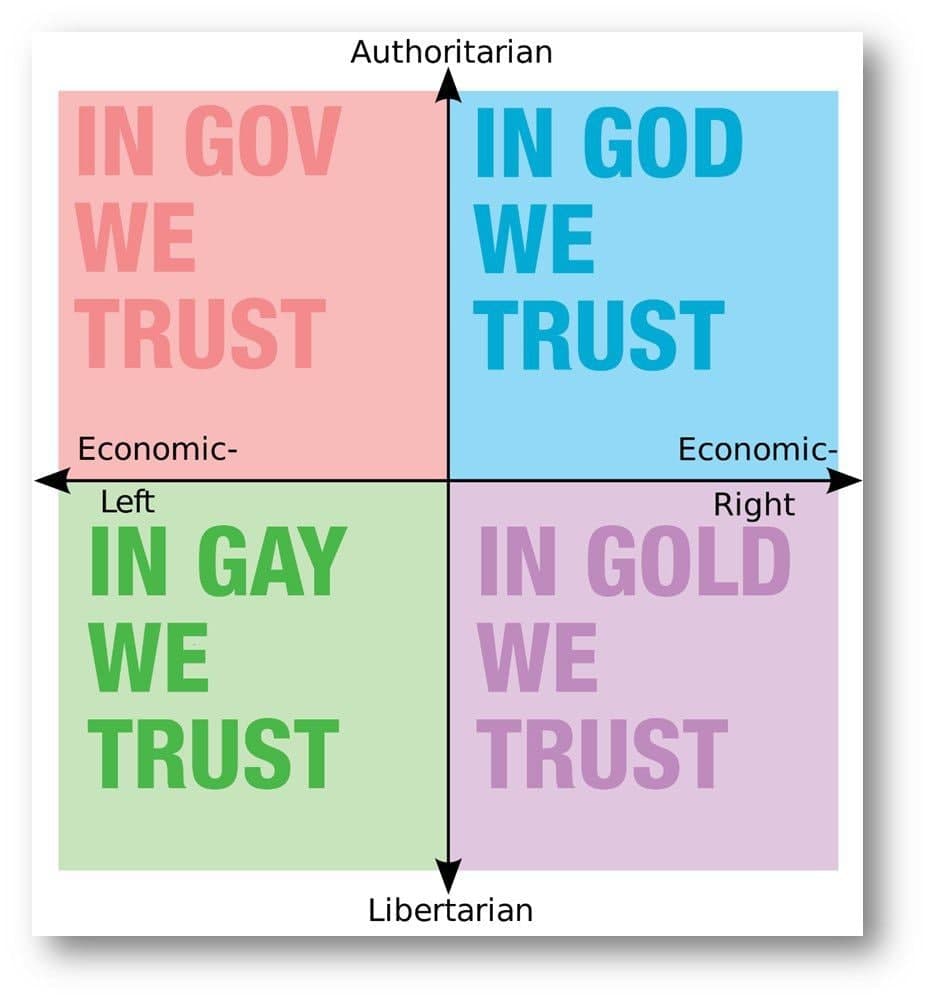 Authoritarian
IN GOV
WE
TRUST
IN GOD
WE
TRUST
Economic-
Left
Economic-
Right
IN GAY
WE
TRUST
IN GOLD
WE
TRUST
Libertarian